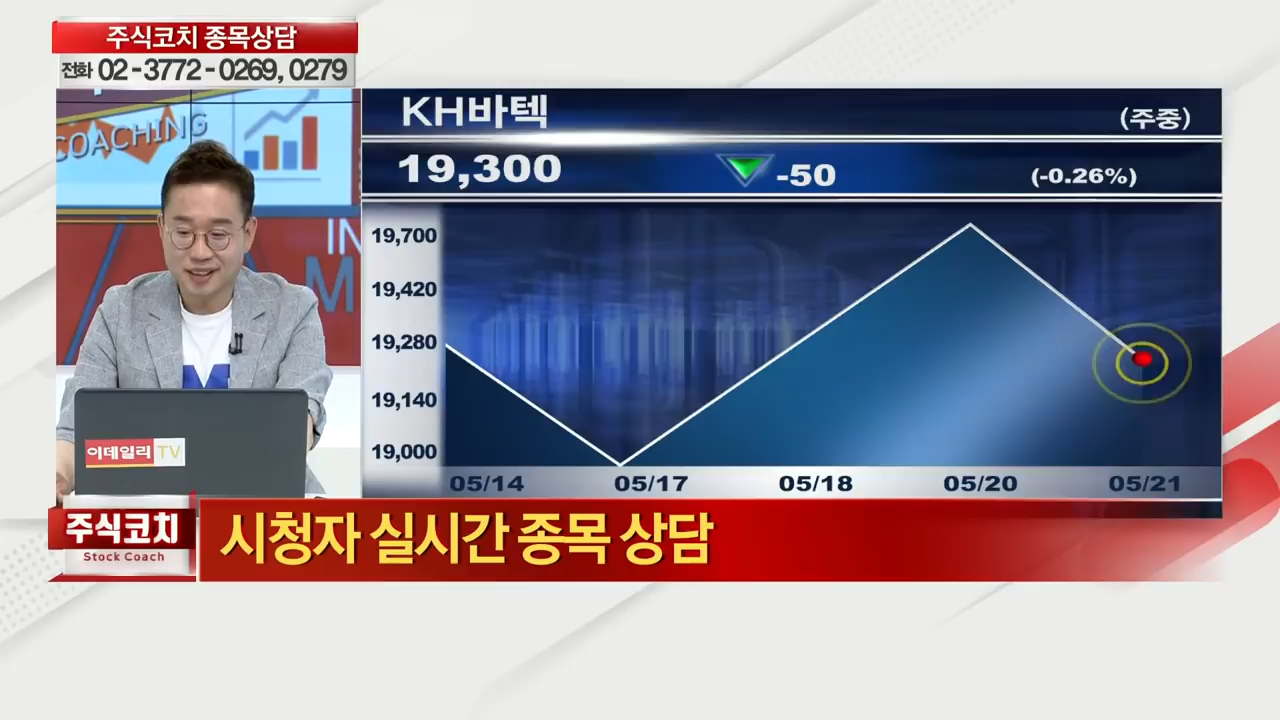 주식코치 종목상담
전화 02-3772-0269, 0279
COACHING
IN
M
이데일리 TV
KH바텍
(주중)
19,300 -50 (-0.26%)
19,700
19,420
19,280
19,140
19,000
05/14 05/17 05/18 05/20 05/21
주식코치
Stock Coach
시청자 실시간 종목 상담